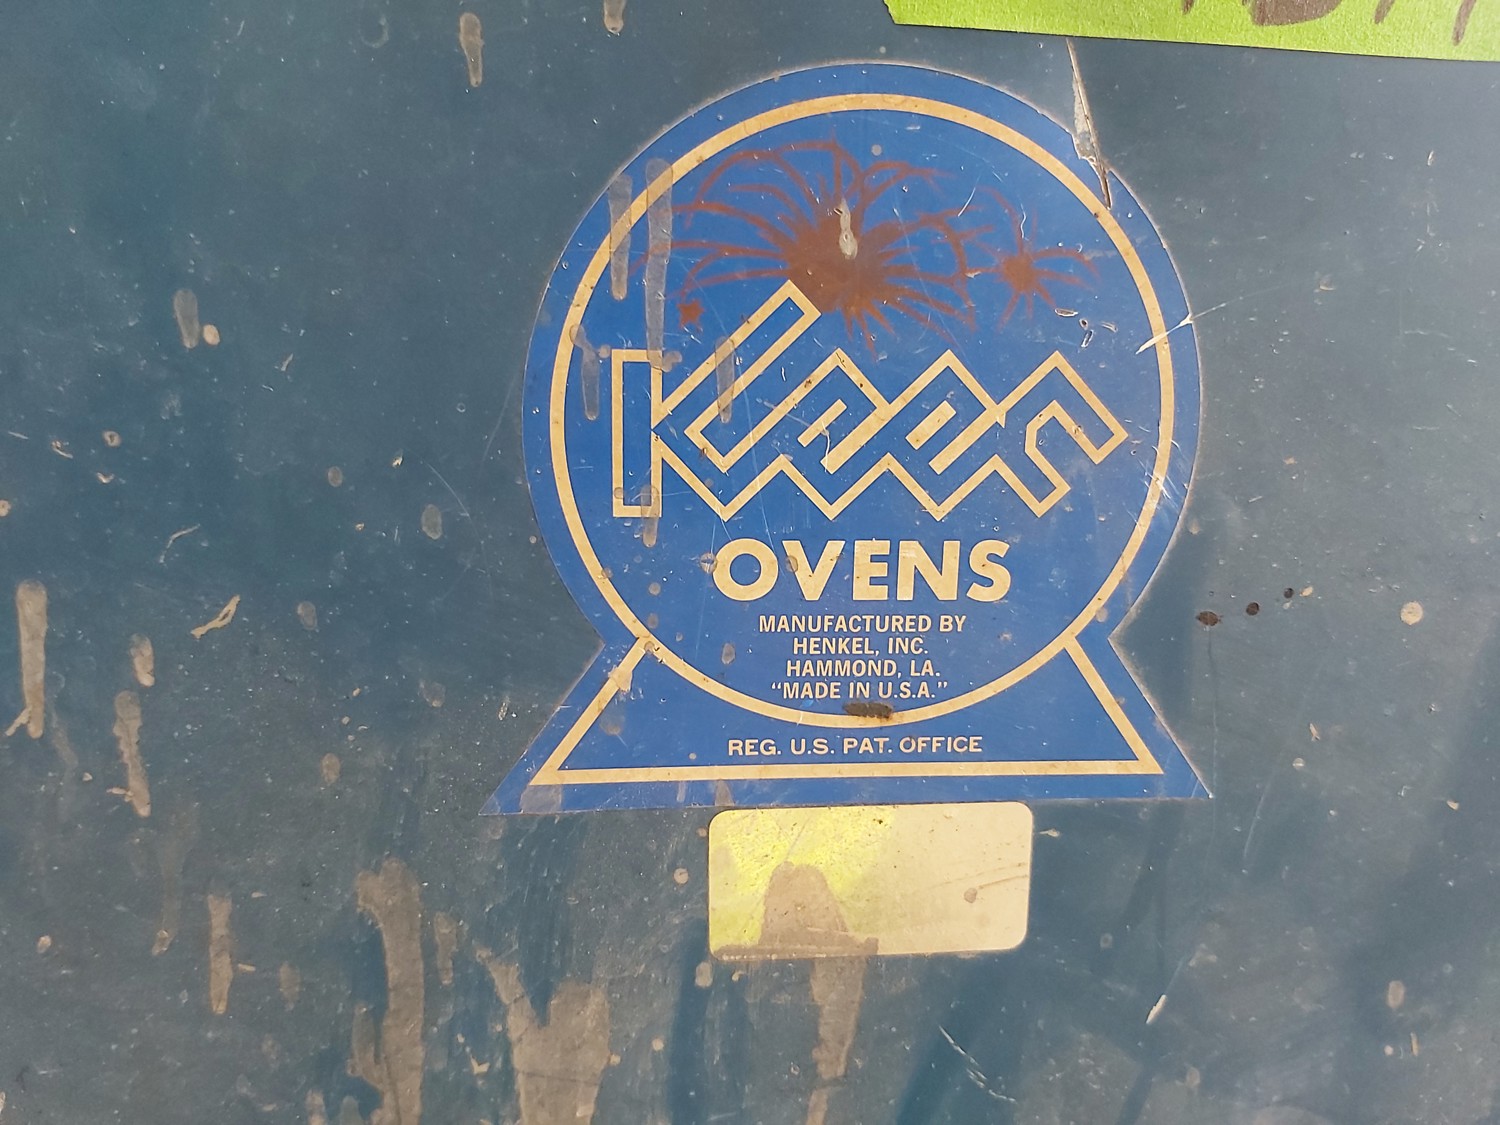 Keen
OVENS
MANUFACTURED BY
HENKEL, INC.
HAMMOND, LA.
"MADE IN U.S.A."
REG. U.S. PAT. OFFICE